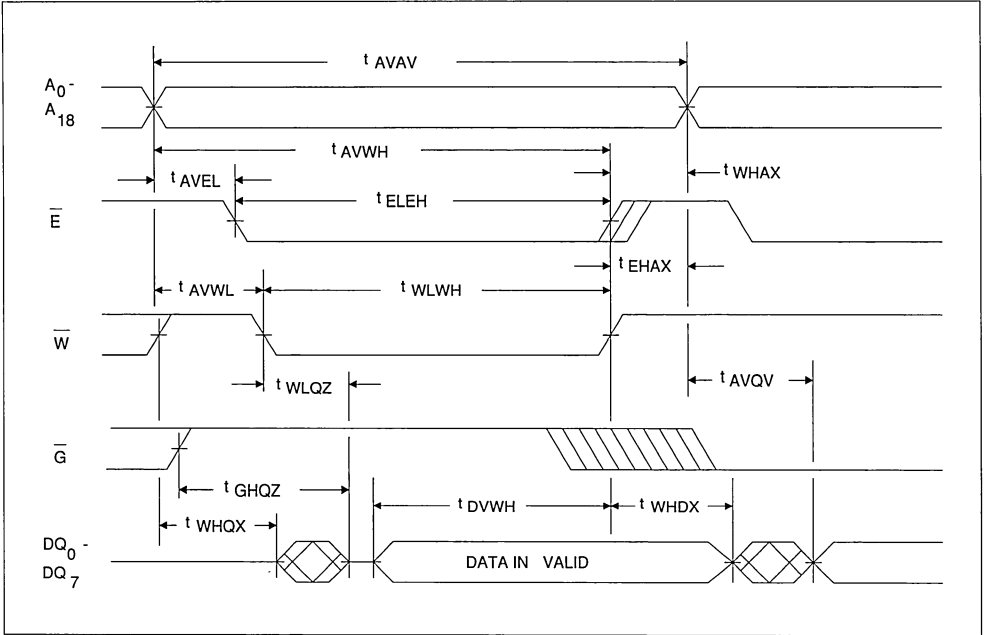 t AVAV
A0 -
A18
t AVWH
t AVEL
t WHAX
t ELEH
E
t EHAX
t AVWL
t WLWH
W
t WLQZ
t AVQV
G
t GHQZ
t DVWH
t WHDX
t WHQX
DQ0 -
DQ7
DATA IN VALID